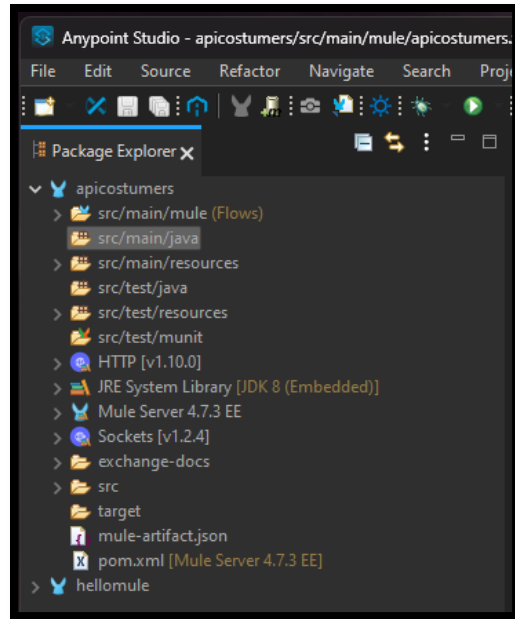 Anypoint Studio - apicostumers/src/main/mule/apicostumers.
File Edit Source Refactor Navigate Search Proj
Package Explorer
apicostumers
src/main/mule (Flows)
src/main/java
src/main/resources
src/test/java
src/test/resources
src/test/munit
HTTP [v1.10.0]
JRE System Library [JDK 8 (Embedded)]
Mule Server 4.7.3 EE
Sockets [v1.2.4]
exchange-docs
src
target
mule-artifact.json
pom.xml [Mule Server 4.7.3 EE]
hellomule